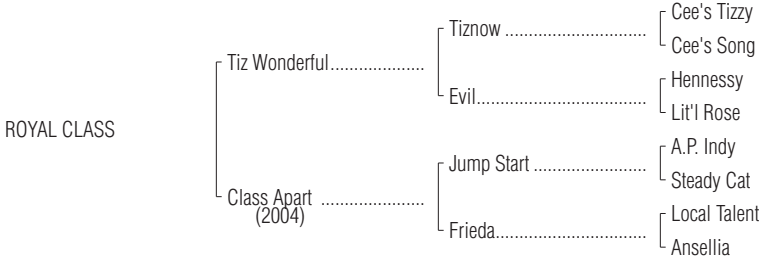 Cee's Tizzy
Tiznow ................................
Cee's Song
Tiz Wonderful.....................
Hennessy
Evil.......................................
Lit'l Rose
ROYAL CLASS
A.P. Indy
Jump Start ..........................
Steady Cat
Class Apart .......................
(2004)
Local Talent
Frieda...................................
Ansellia